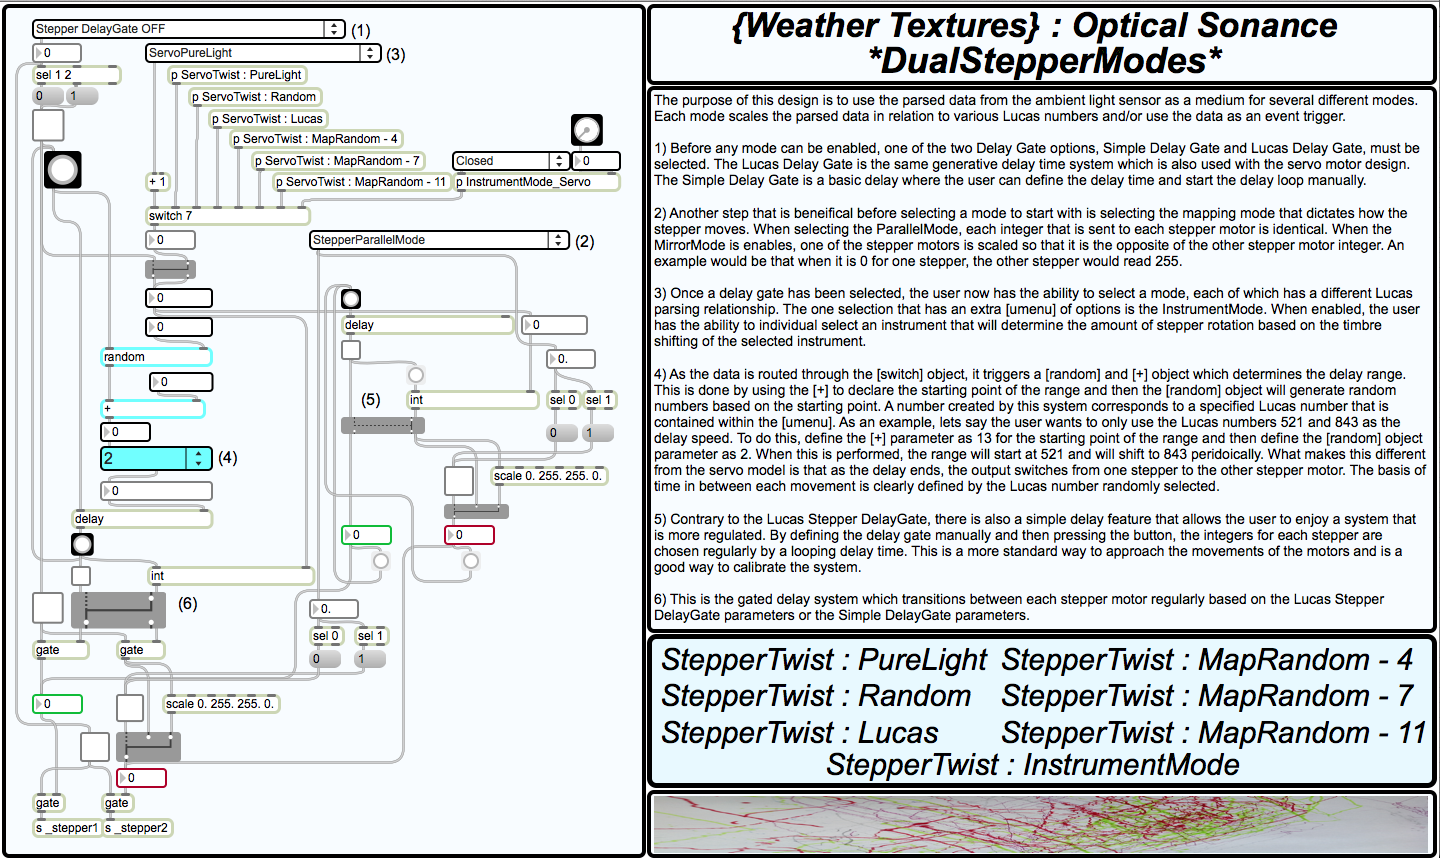 Stepper DelayGate OFF
(1)
0
ServoPureLight
(3)
sel 1 2
p ServoTwist : PureLight
0
1
p ServoTwist : Random
p ServoTwist : Lucas
p ServoTwist : MapRandom - 4
p ServoTwist : MapRandom - 7
Closed
0
+ 1
p ServoTwist : MapRandom - 11
p InstrumentMode_Servo
switch 7
0
StepperParallelMode
(2)
0
0
delay
0
random
0.
0
(5)
int
sel 0
sel 1
+
0
0
1
2
(4)
scale 0. 255. 255. 0.
0
delay
0
0
int
(6)
0.
gate
gate
sel 0
sel 1
0
1
0
scale 0. 255. 255. 0.
0
gate
gate
s _stepper1
s _stepper2
{Weather Textures} : Optical Sonance
*DualStepperModes*
The purpose of this design is to use the parsed data from the ambient light sensor as a medium for several different modes.
Each mode scales the parsed data in relation to various Lucas numbers and/or use the data as an event trigger.
1) Before any mode can be enabled, one of the two Delay Gate options, Simple Delay Gate and Lucas Delay Gate, must be
selected. The Lucas Delay Gate is the same generative delay time system which is also used with the servo motor design.
The Simple Delay Gate is a basic delay where the user can define the delay time and start the delay loop manually.
2) Another step that is beneifical before selecting a mode to start with is selecting the mapping mode that dictates how the
stepper moves. When selecting the ParallelMode, each integer that is sent to each stepper motor is identical. When the
MirrorMode is enables, one of the stepper motors is scaled so that it is the opposite of the other stepper motor integer. An
example would be that when it is 0 for one stepper, the other stepper would read 255.
3) Once a delay gate has been selected, the user now has the ability to select a mode, each of which has a different Lucas
parsing relationship. The one selection that has an extra [umenu] of options is the InstrumentMode. When enabled, the user
has the ability to individual select an instrument that will determine the amount of stepper rotation based on the timbre
shifting of the selected instrument.
4) As the data is routed through the [switch] object, it triggers a [random] and [+] object which determines the delay range.
This is done by using the [+] to declare the starting point of the range and then the [random] object will generate random
numbers based on the starting point. A number created by this system corresponds to a specified Lucas number that is
contained within the [umenu]. As an example, lets say the user wants to only use the Lucas numbers 521 and 843 as the
delay speed. To do this, define the [+] parameter as 13 for the starting point of the range and then define the [random] object
parameter as 2. When this is performed, the range will start at 521 and will shift to 843 peridoically. What makes this different
from the servo model is that as the delay ends, the output switches from one stepper to the other stepper motor. The basis of
time in between each movement is clearly defined by the Lucas number randomly selected.
5) Contrary to the Lucas Stepper DelayGate, there is also a simple delay feature that allows the user to enjoy a system that
is more regulated. By defining the delay gate manually and then pressing the button, the integers for each stepper are
chosen regularly by a looping delay time. This is a more standard way to approach the movements of the motors and is a
good way to calibrate the system.
6) This is the gated delay system which transitions between each stepper motor regularly based on the Lucas Stepper
DelayGate parameters or the Simple DelayGate parameters.
StepperTwist : PureLight StepperTwist : MapRandom - 4
StepperTwist : Random StepperTwist : MapRandom - 7
StepperTwist : Lucas StepperTwist : MapRandom - 11
StepperTwist : InstrumentMode